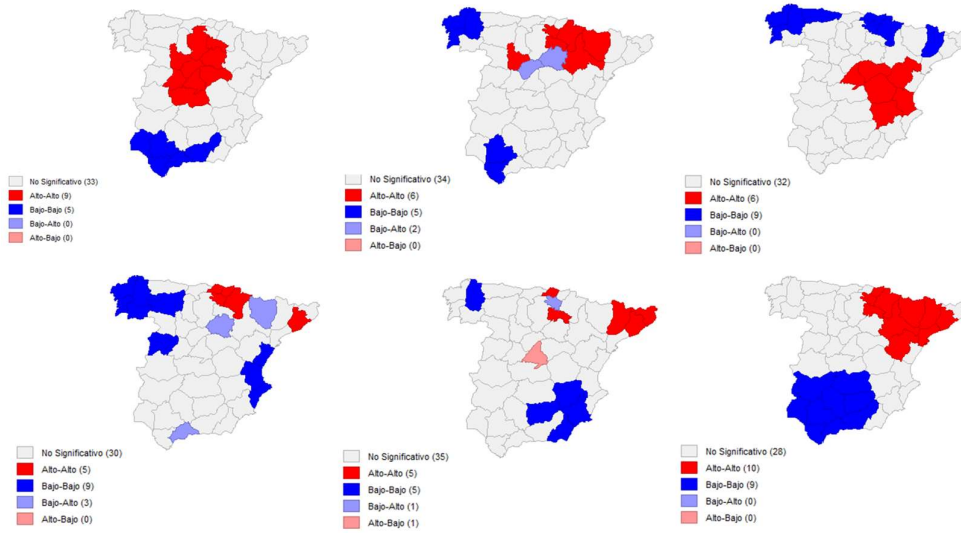 No Significativo (33)
Alto-Alto (9)
Bajo-Bajo (5)
Bajo-Alto (0)
Alto-Bajo (0)
No Significativo (34)
Alto-Alto (6)
Bajo-Bajo (5)
Bajo-Alto (2)
Alto-Bajo (0)
No Significativo (32)
Alto-Alto (6)
Bajo-Bajo (9)
Bajo-Alto (0)
Alto-Bajo (0)
No Significativo (30)
Alto-Alto (5)
Bajo-Bajo (9)
Bajo-Alto (3)
Alto-Bajo (0)
No Significativo (35)
Alto-Alto (5)
Bajo-Bajo (5)
Bajo-Alto (1)
Alto-Bajo (1)
No Significativo (28)
Alto-Alto (10)
Bajo-Bajo (9)
Bajo-Alto (0)
Alto-Bajo (0)